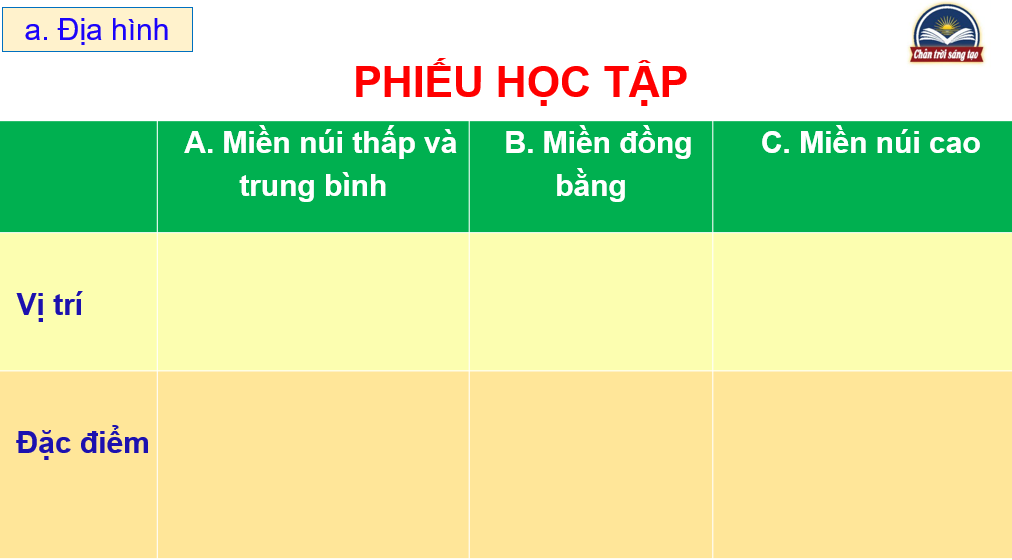 a. Địa hình
Chân trời sáng tạo
PHIẾU HỌC TẬP
A. Miền núi thấp và
trung bình
B. Miền đồng
bằng
C. Miền núi cao
Vị trí
Đặc điểm